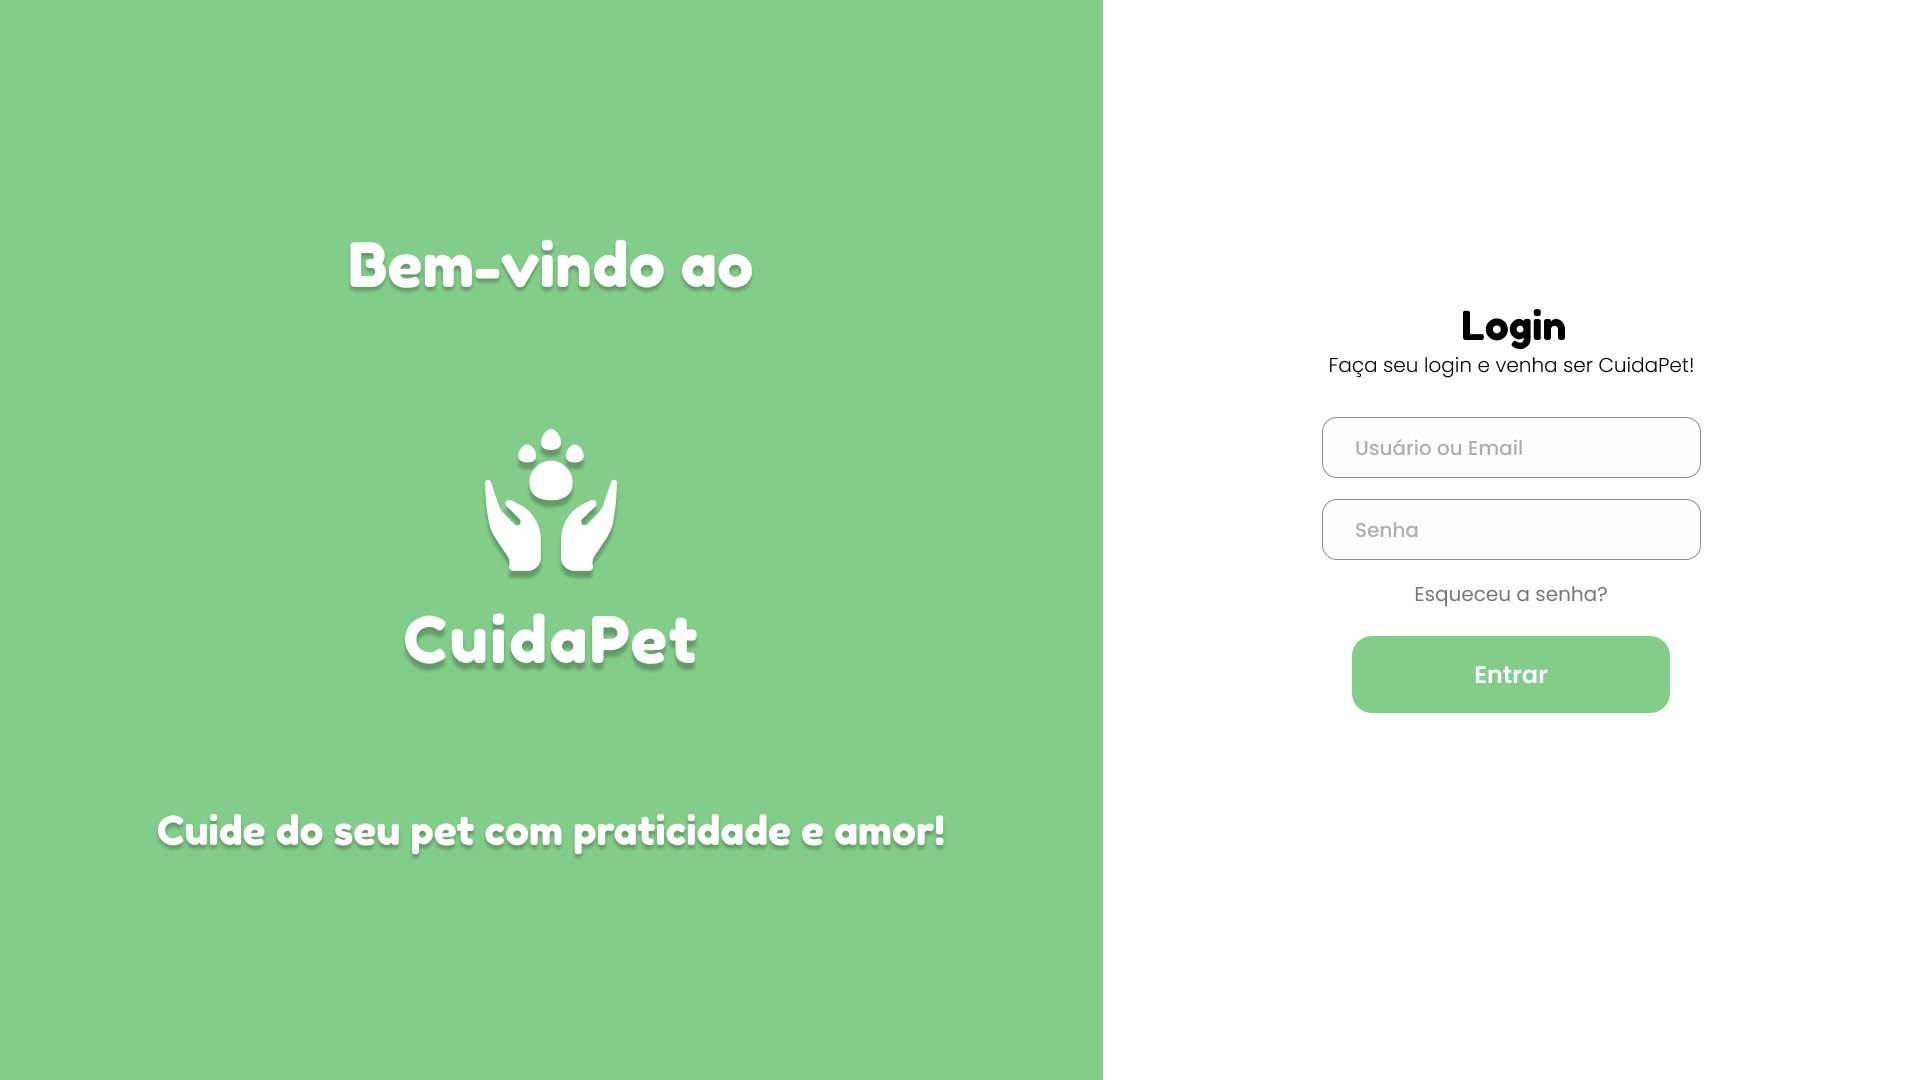 Bem-vindo ao
CuidaPet
Cuide do seu pet com praticidade e amor!
Login
Faça seu login e venha ser CuidaPet!
Usuário ou Email
Senha
Esqueceu a senha?
Entrar